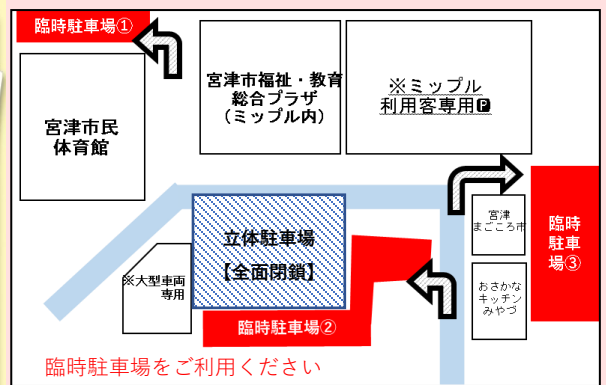 臨時駐車場①
宮津市民
体育館
宮津市福祉・教育
総合プラザ
（ミップル内）
※ミップル
利用客専用🅿
立体駐車場
【全面閉鎖】
※大型車両
専用
臨時駐車場②
宮津
まごころ市
おさかな
キッチン
みやづ
臨時
駐車
場③
臨時駐車場をご利用ください